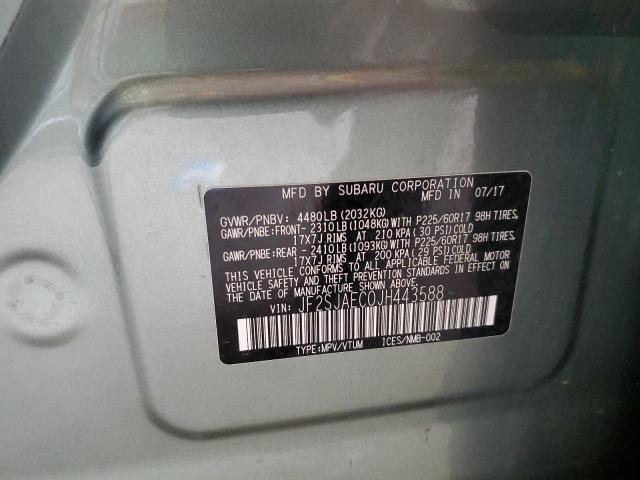 MFD BY SUBARU CORPORATION
MFD IN 07/17
GVWR/PNBV: 4480LB(2032KG)
GAWR/PNBE:FRONT-2310LB(1048KG)WITH P225/60R17 98H TIRES,
17X7J RIMS AT 210 KPA(30 PSI)COLD
GAWR/PNBE:REAR -2410LB(1093KG)WITH P225/60R17 98H TIRES,
17X7J RIMS AT 200 KPA(29 PSI)COLD
THIS VEHICLE CONFORMS TO ALL APPLICABLE FEDERAL MOTOR
VEHICLE SAFETY STANDARDS IN EFFECT ON
THE DATE OF MANUFACTURE SHOWN ABOVE.
VIN: JF2SJAEC0JH443588
TYPE:MPV/VTUM ICES/NMB-002